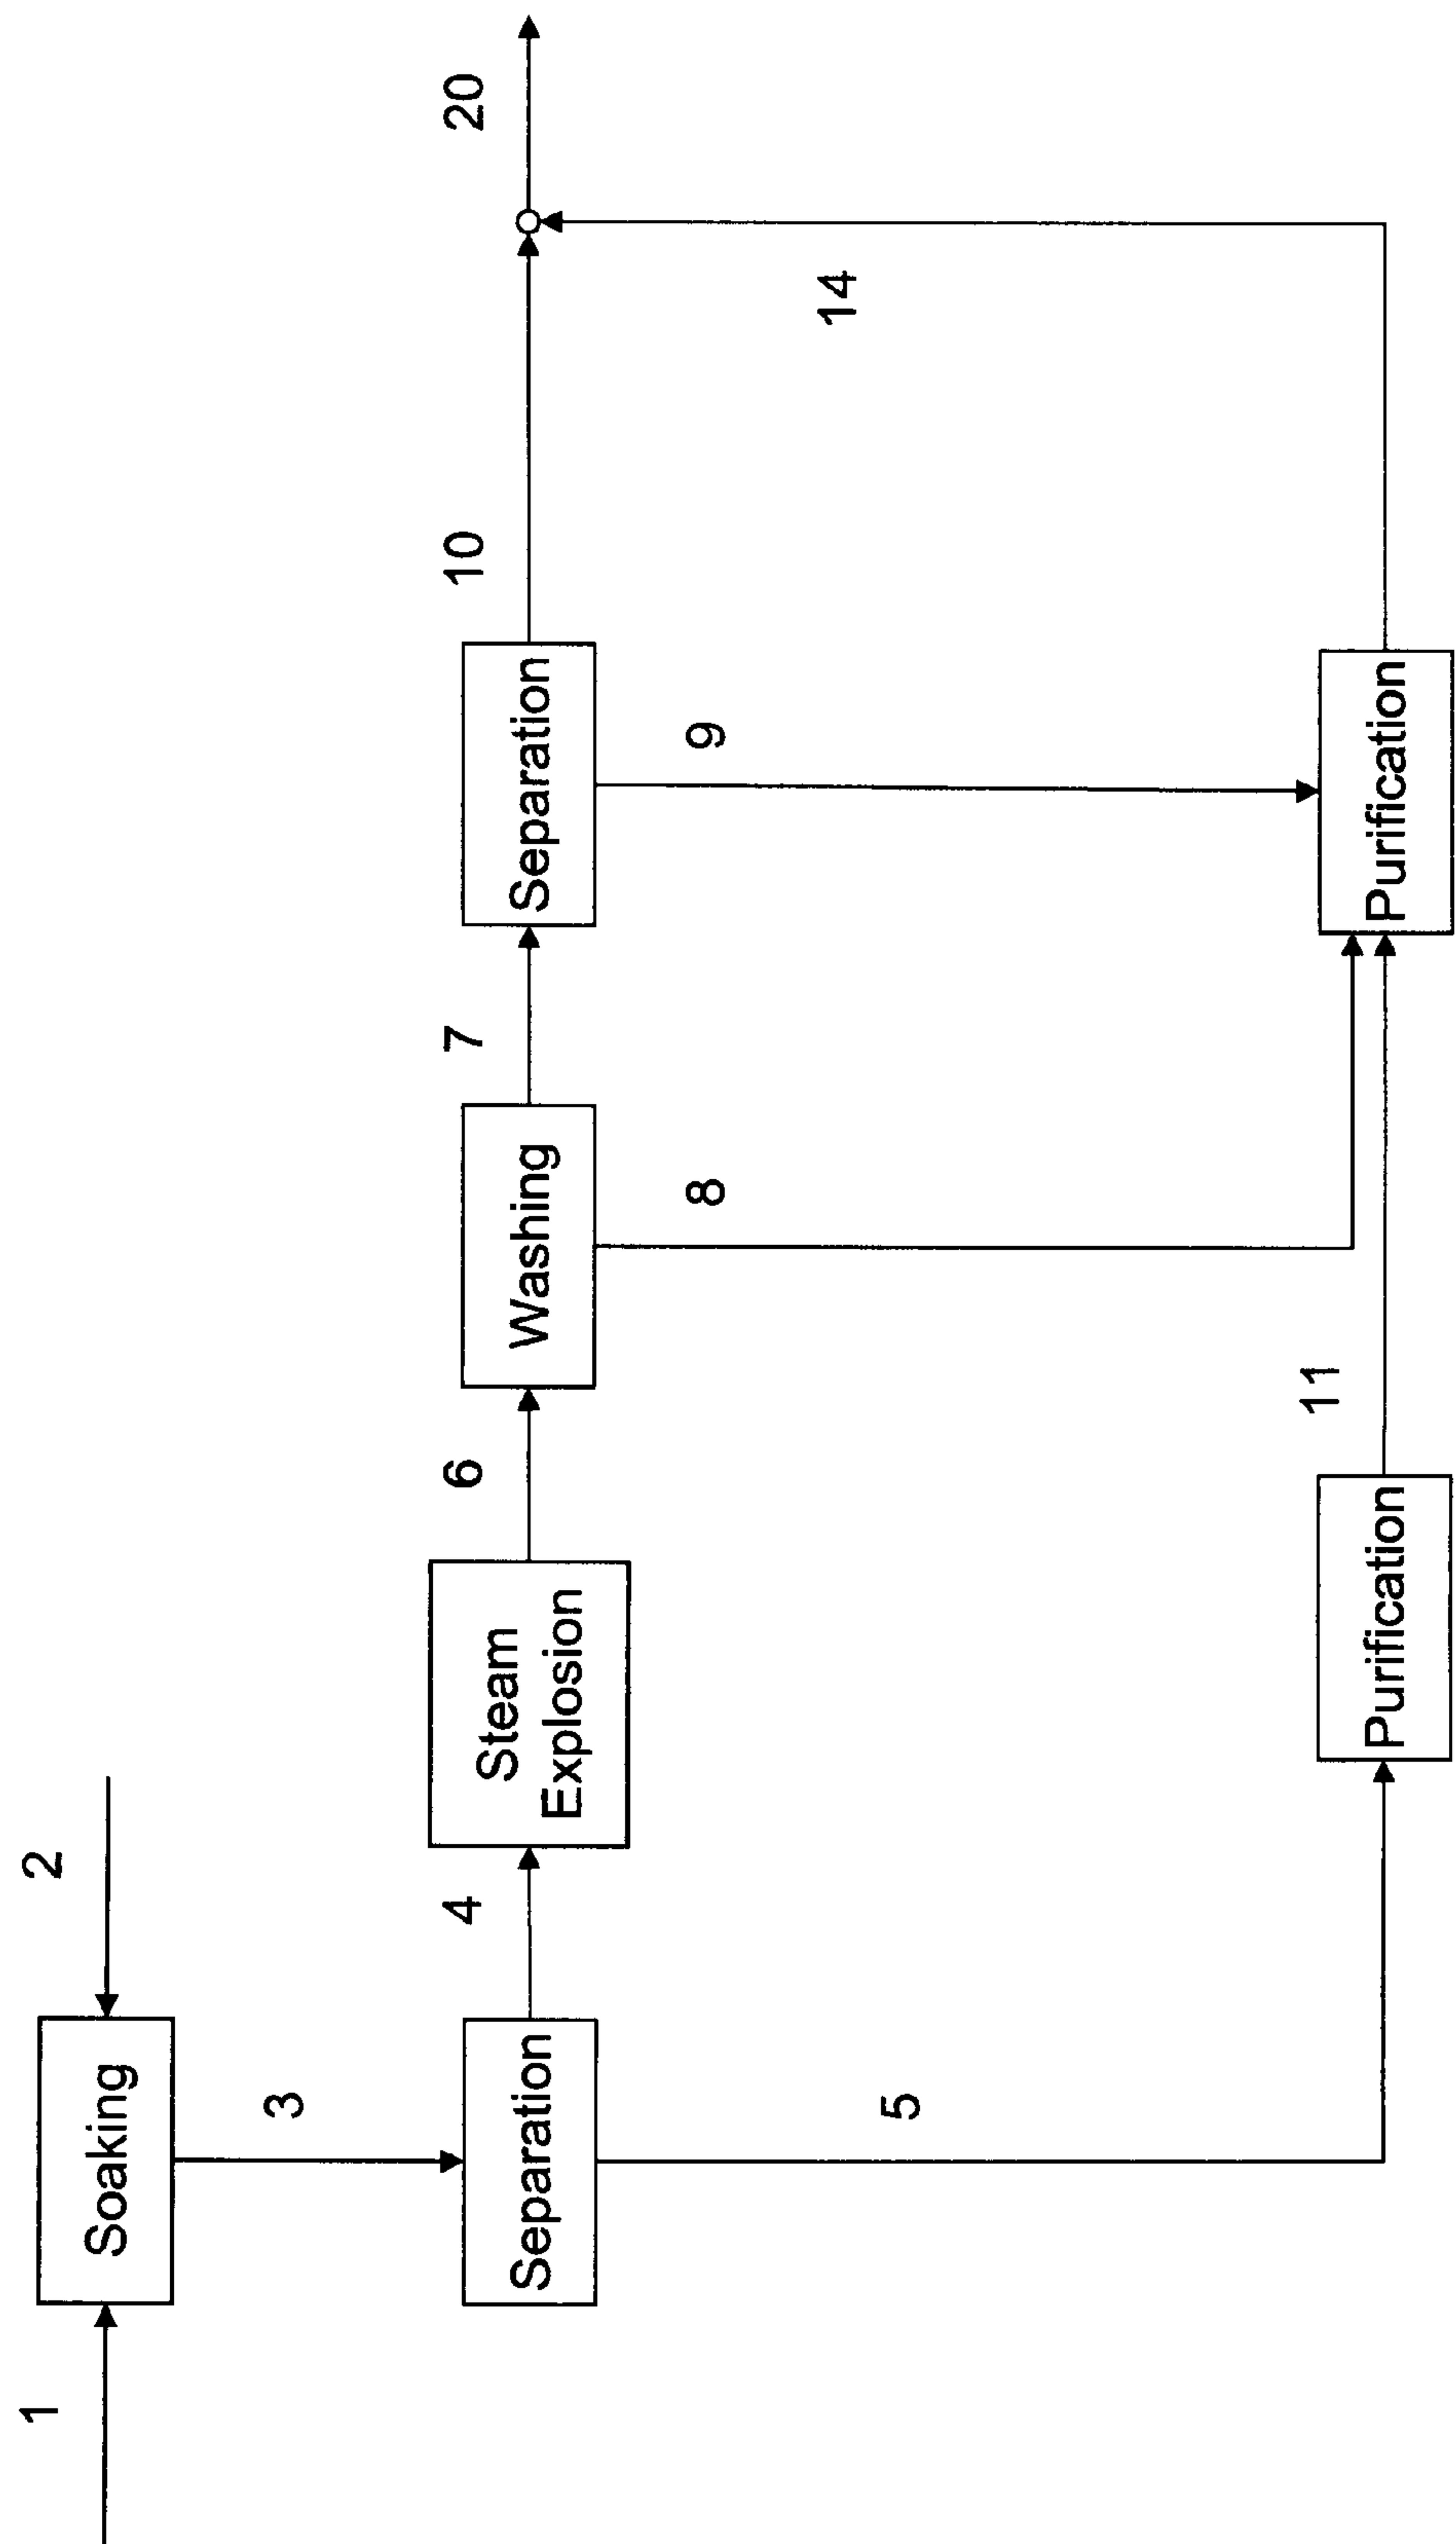 1
Soaking
2
3
Separation
4
Steam
Explosion
6
Washing
7
Separation
10
20
5
8
9
14
Purification
11
Purification